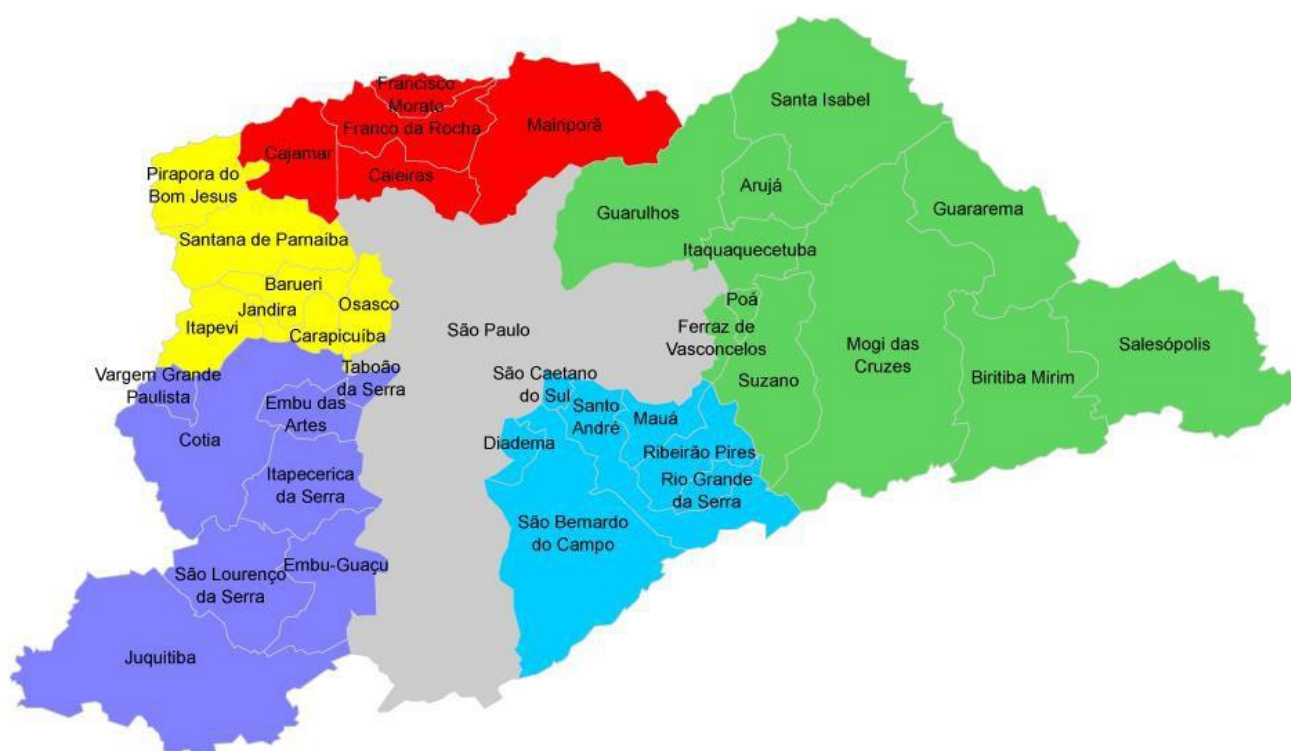 Francisco
Morato
Franco da Rocha
Mairiporã
Cajamar
Caieiras
Santa Isabel
Pirapora do
Bom Jesus
Arujá
Guarulhos
Guararema
Santana de Parnaíba
Itaquaquecetuba
Barueri
Jandira
Osasco
Itapevi
Carapicuíba
Poá
São Paulo
Ferraz de
Vasconcelos
Mogi das
Cruzes
Salesópolis
Vargem Grande
Paulista
Taboão
da Serra
São Caetano
do Sul
Suzano
Biritiba Mirim
Embu das
Artes
Santo
André
Mauá
Cotia
Diadema
Ribeirão Pires
Itapecerica
da Serra
Rio Grande
da Serra
São Bernardo
do Campo
São Lourenço
da Serra
Embu-Guaçu
Juquitiba